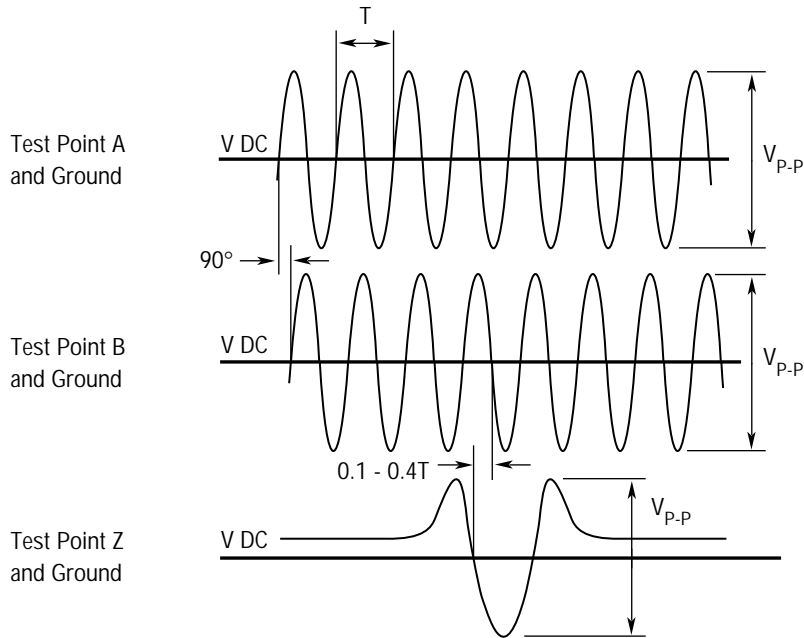 T
Test Point A
and Ground
V DC
V P-P
90°
Test Point B
and Ground
V DC
V P-P
0.1 - 0.4T
Test Point Z
and Ground
V DC
V P-P